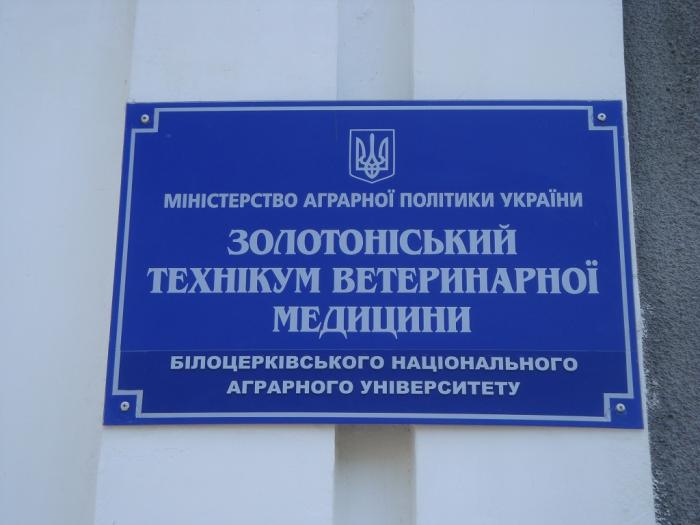 МІНІСТЕРСТВО АГРАРНОЇ ПОЛІТИКИ УКРАЇНИ
ЗОЛОТОНІСЬКИЙ
ТЕХНІКУМ ВЕТЕРИНАРНОЇ
МЕДИЦИНИ
БІЛОЦЕРКІВСЬКОГО НАЦІОНАЛЬНОГО
АГРАРНОГО УНІВЕРСИТЕТУ